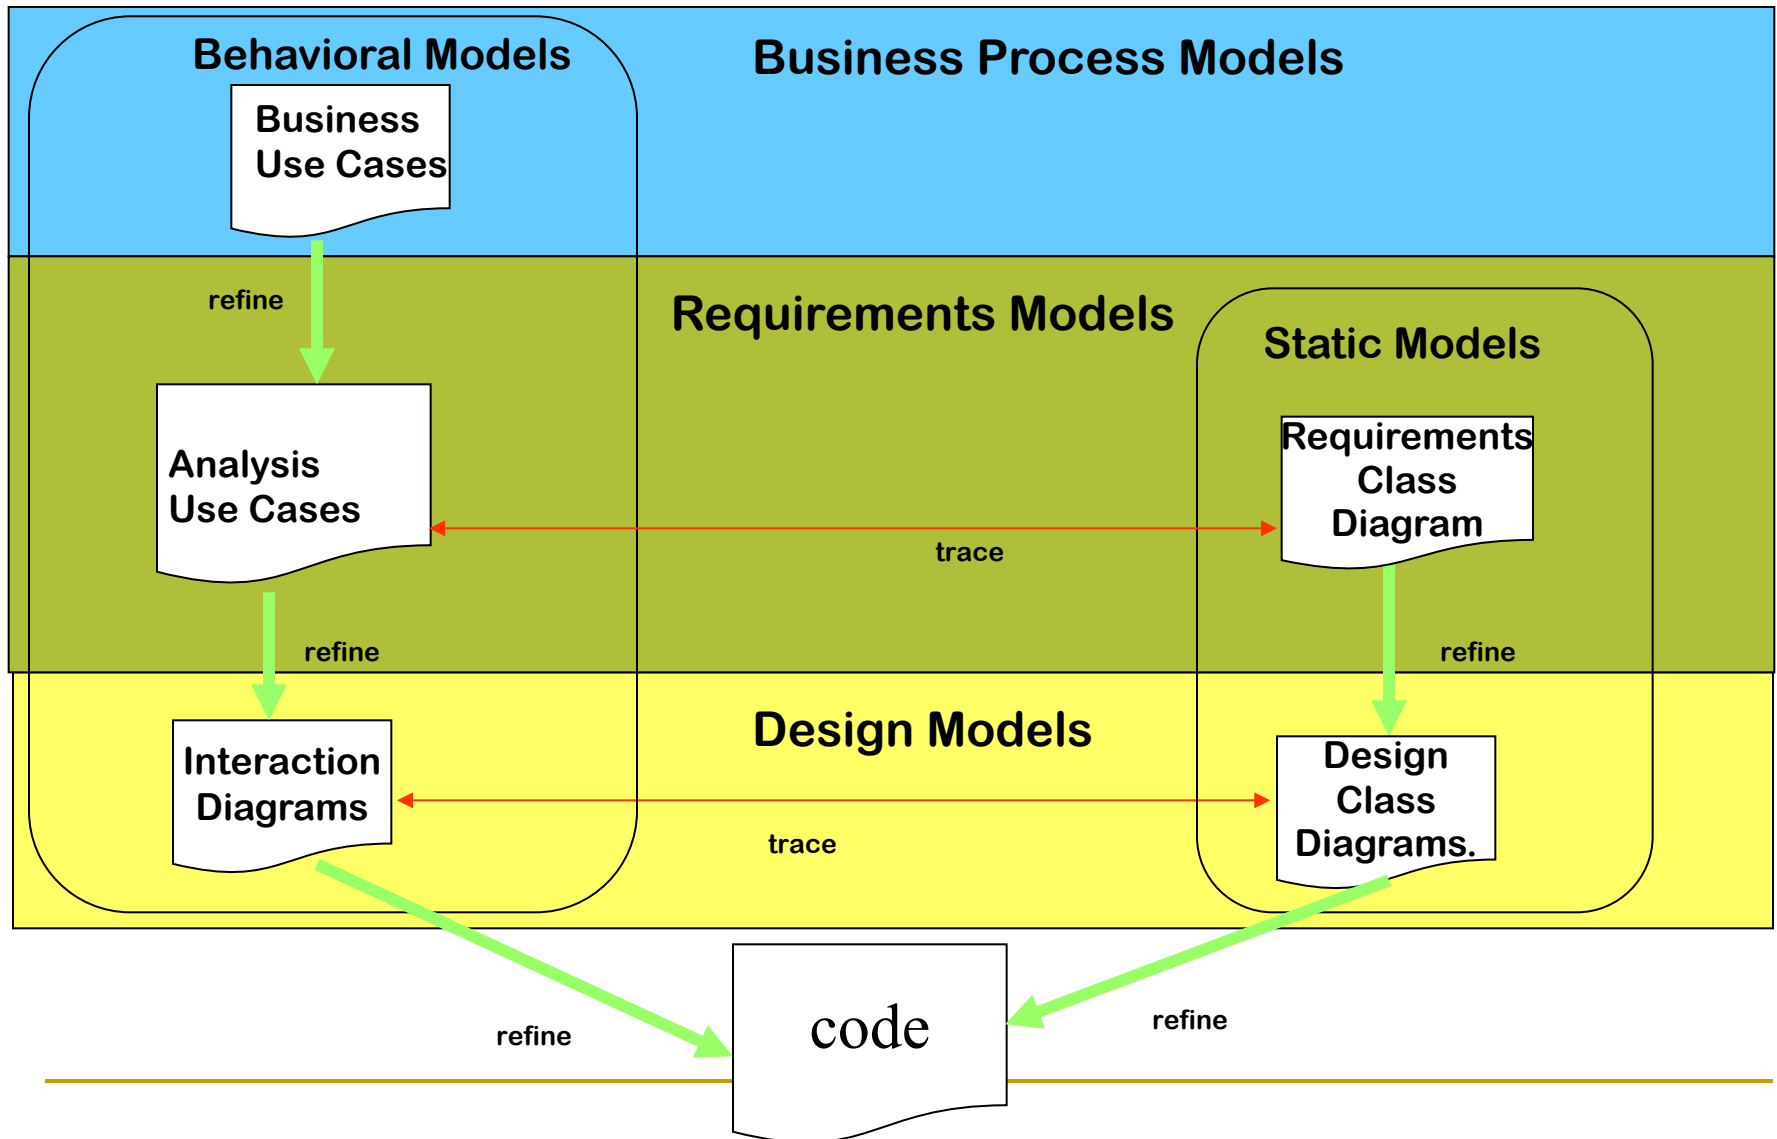 Behavioral Models
Business Process Models
Business
Use Cases
refine
Requirements Models
Static Models
Analysis
Use Cases
Requirements
Class
Diagram
trace
refine
refine
Design Models
Interaction
Diagrams
Design
Class
Diagrams.
trace
code
refine
refine